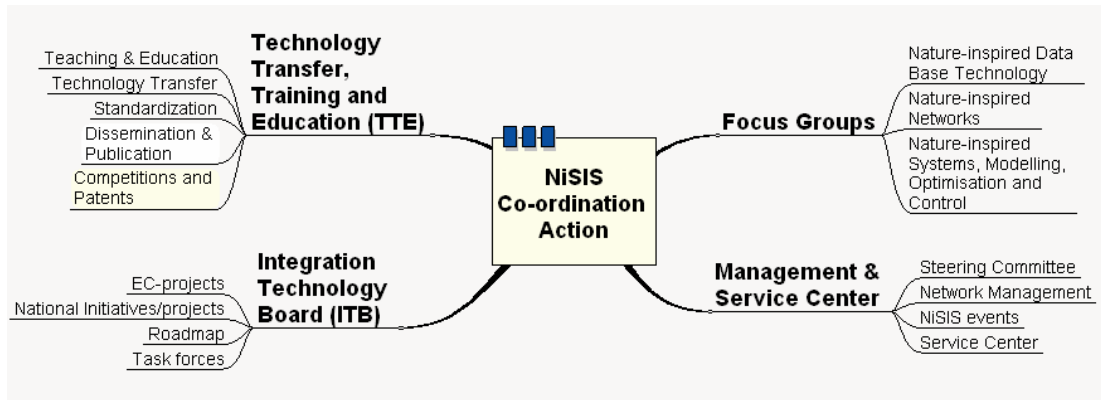 Technology
Transfer,
Training and
Education (TTE)
Teaching & Education
Technology Transfer
Standardization
Dissemination &
Publication
Competitions and
Patents
Integration
Technology
Board (ITB)
EC-projects
National Initiatives/projects
Roadmap
Task forces
NiSIS
Co-ordination
Action
Focus Groups
Nature-inspired Data
Base Technology
Nature-inspired
Networks
Nature-inspired
Systems, Modelling,
Optimisation and
Control
Management &
Service Center
Steering Committee
Network Management
NiSIS events
Service Center